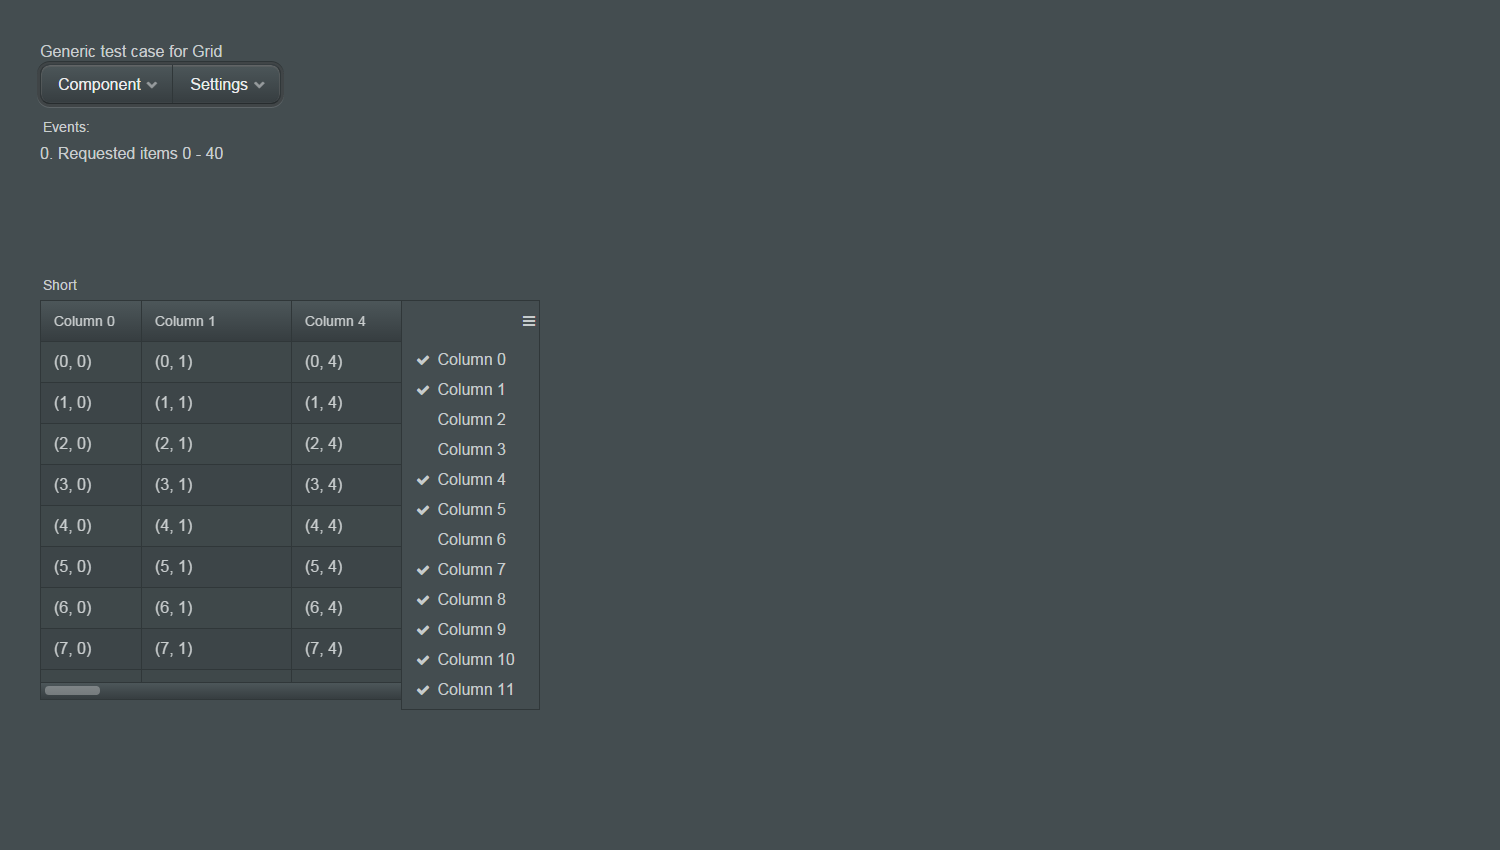 Generic test case for Grid
Component Settings
Events:
0. Requested items 0 - 40
Short
Column 0 Column 1 Column 4
(0, 0) (0, 1) (0, 4)
(1, 0) (1, 1) (1, 4)
(2, 0) (2, 1) (2, 4)
(3, 0) (3, 1) (3, 4)
(4, 0) (4, 1) (4, 4)
(5, 0) (5, 1) (5, 4)
(6, 0) (6, 1) (6, 4)
(7, 0) (7, 1) (7, 4)
Column 0
Column 1
Column 2
Column 3
Column 4
Column 5
Column 6
Column 7
Column 8
Column 9
Column 10
Column 11